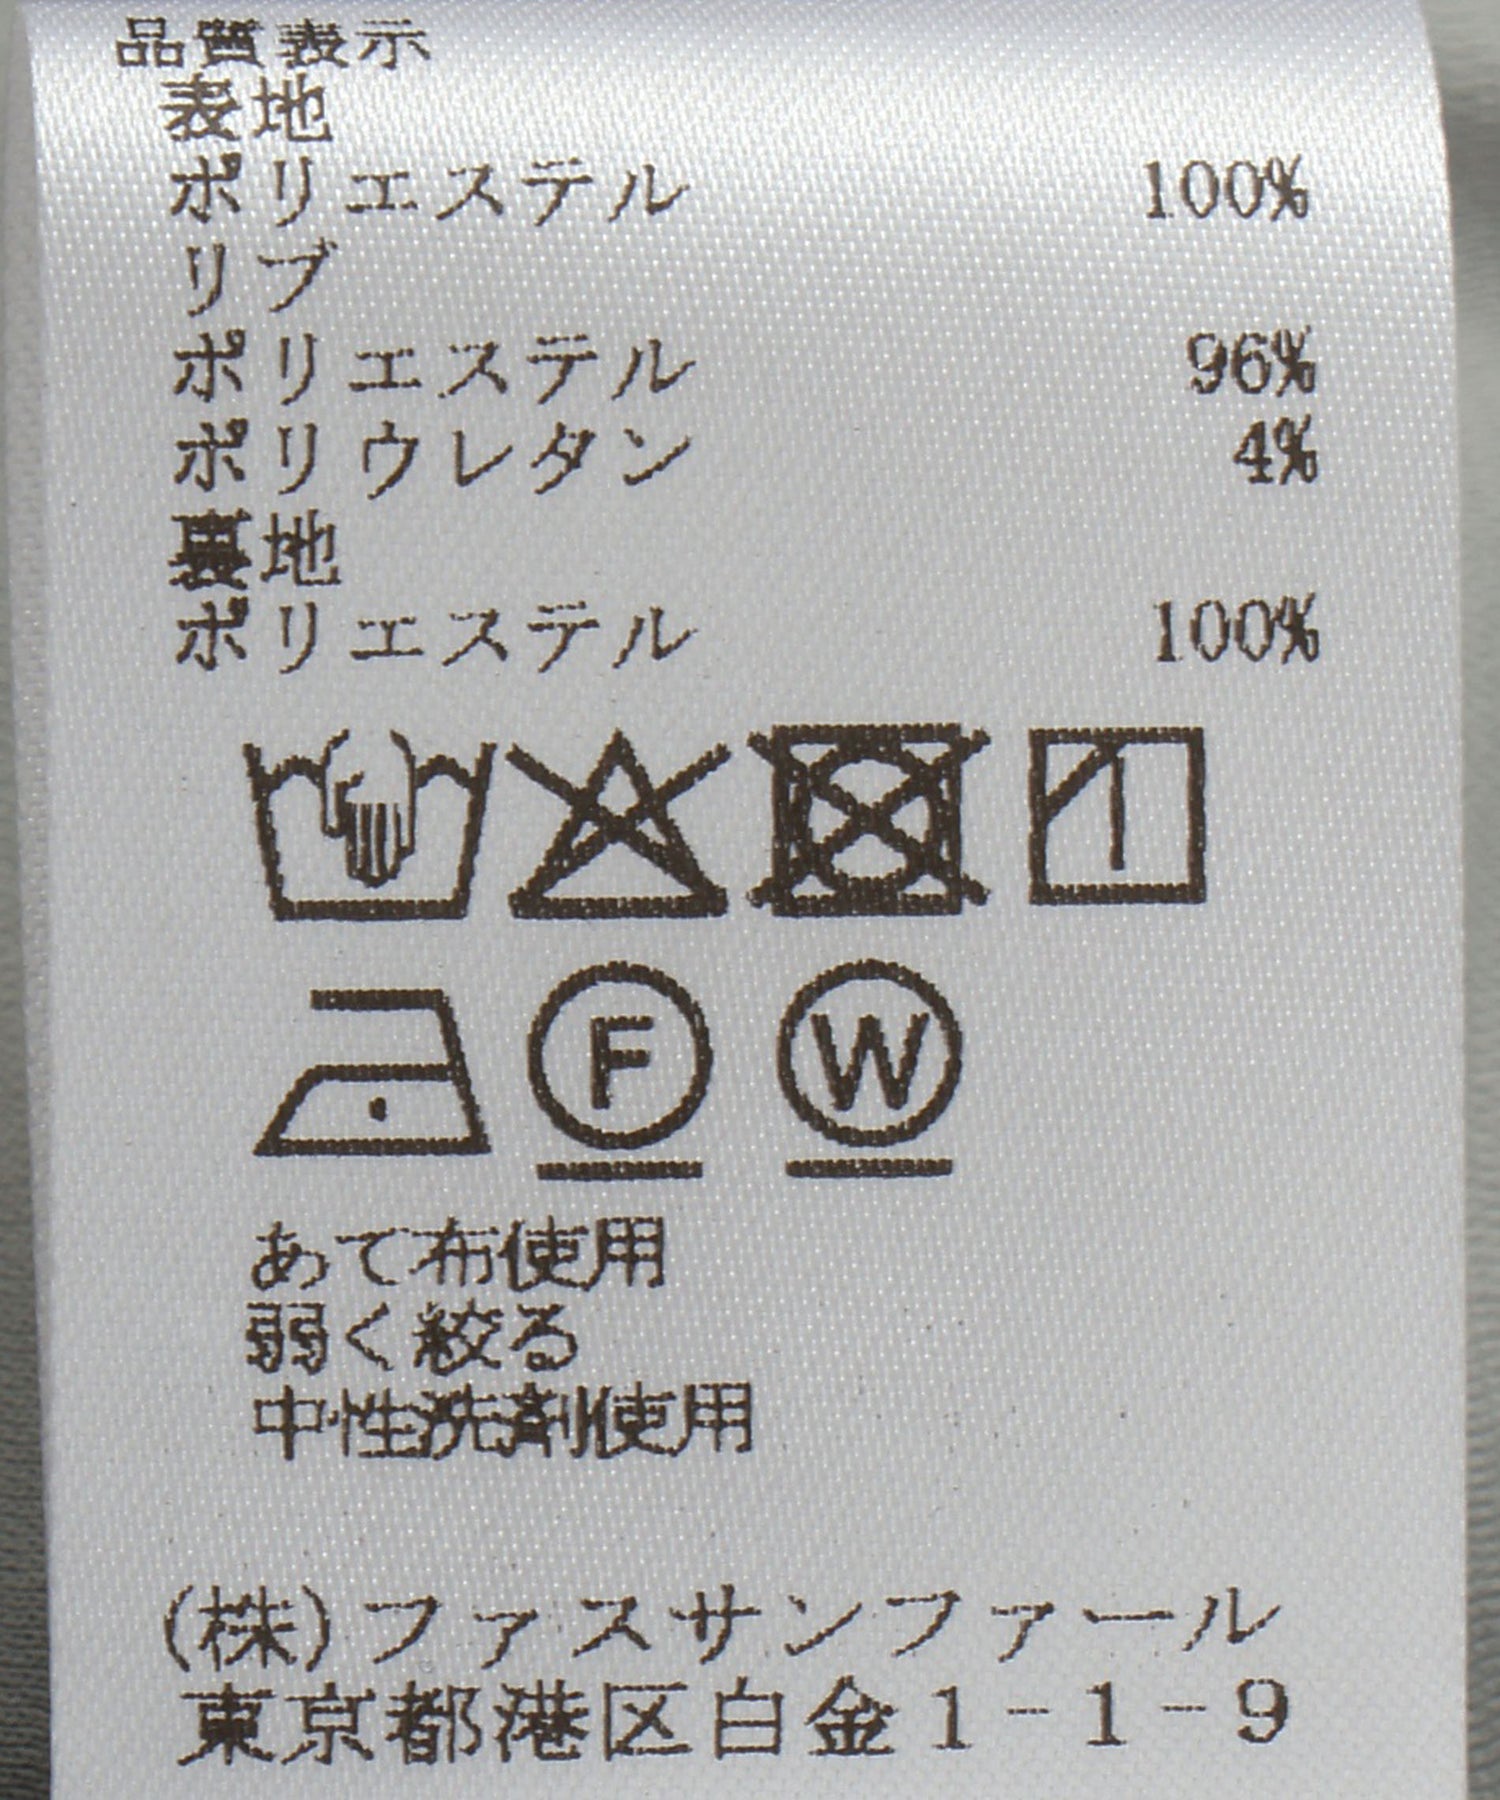 品質表示
表地
ポリエステル 100%
リブ
ポリエステル 96%
ポリウレタン 4%
裏地
ポリエステル 100%
F W
あて布使用
弱く絞る
中性洗剤使用
(株)ファスサンファール
東京都港区白金1-1-9